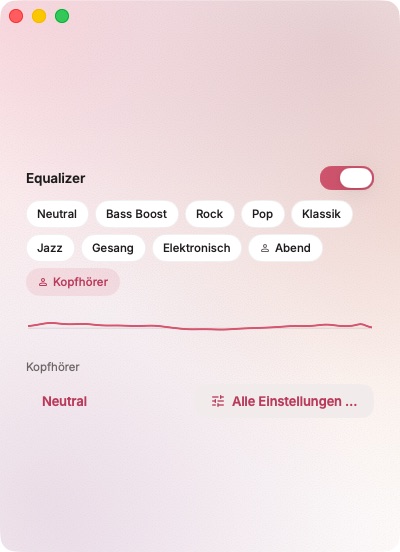 Equalizer
Neutral Bass Boost Rock Pop Klassik
Jazz Gesang Elektronisch Abend
Kopfhörer
Kopfhörer
Neutral Alle Einstellungen ...